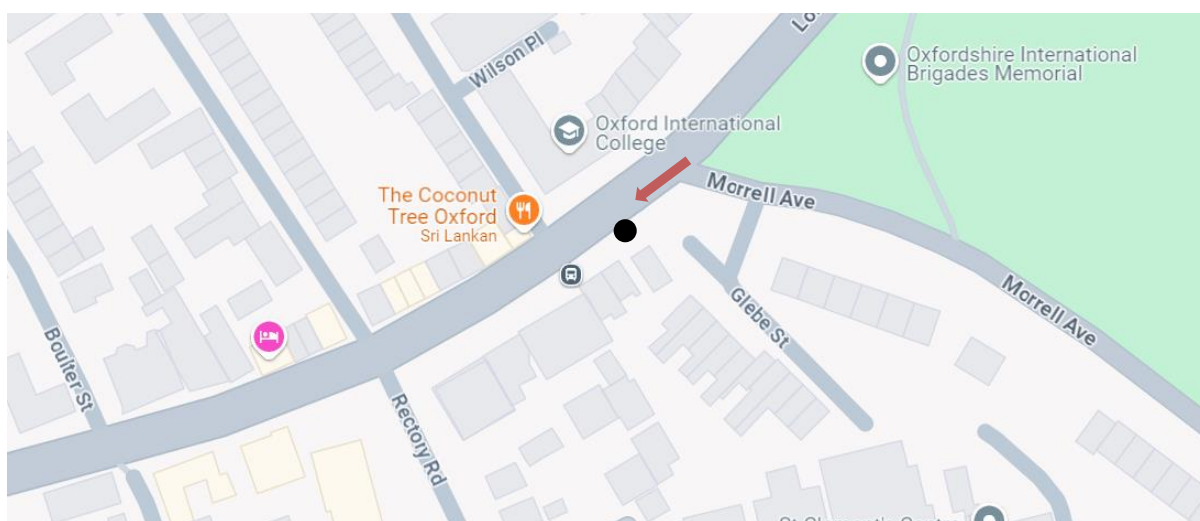 Wilson Pl
Oxfordshire International
Brigades Memorial
Oxford International
College
Morrell Ave
The Coconut
Tree Oxford
Sri Lankan
Glebe St
Morrell Ave
Boulter St
Rectory Rd